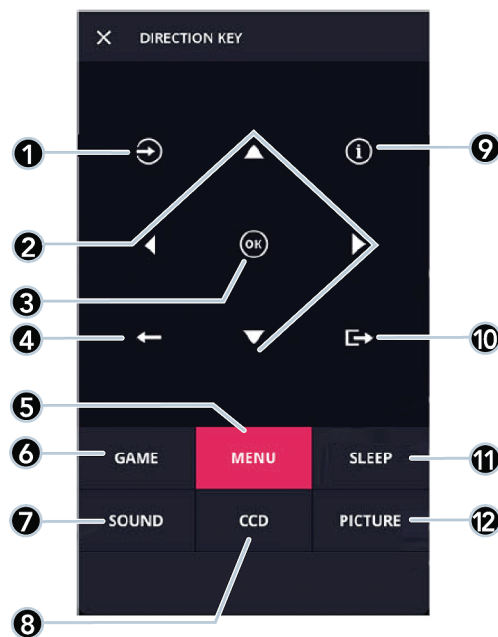 ✕ DIRECTION KEY
1
9
2
OK
3
4
10
5
6
GAME
MENU
SLEEP
11
7
SOUND
CCD
PICTURE
12
8